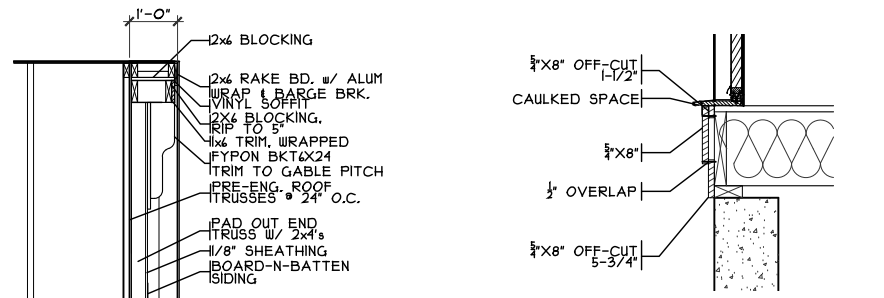 1'-0"
2x6 BLOCKING
2x6 RAKE BD. w/ ALUM
WRAP & BARGE BRK.
VINYL SOFFIT
2X6 BLOCKING,
RIP TO 5"
1x6 TRIM, WRAPPED
FYPON BKT6X24
TRIM TO GABLE PITCH
PRE-ENG. ROOF
TRUSSES @ 24" O.C.
PAD OUT END
TRUSS W/ 2x4's
1/8" SHEATHING
BOARD-N-BATTEN
SIDING
5/4"X8" OFF-CUT
1-1/2"
CAULKED SPACE
5/4"X8"
1/2" OVERLAP
5/4"X8" OFF-CUT
5-3/4"